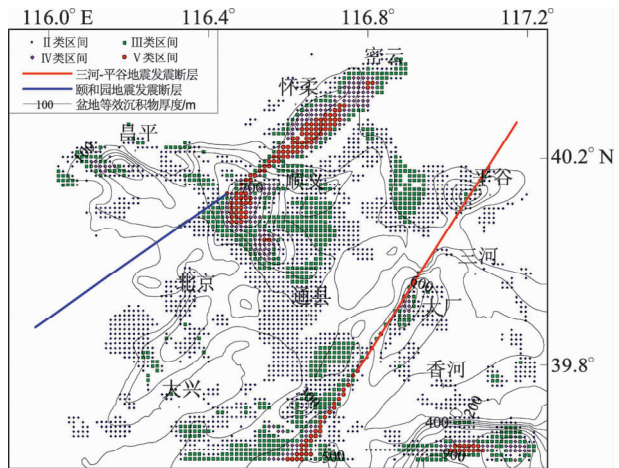 116.0° E
116.4°
116.8°
117.2°
Ⅱ类区间
Ⅲ类区间
Ⅳ类区间
Ⅴ类区间
三河-平谷地震发震断层
颐和园地震发震断层
100 盆地等效沉积物厚度/m
密云
怀柔
昌平
40.2° N
顺义
平谷
700
三河
北京
通县
600
大厂
39.8°
香河
大兴
200
400
500
900